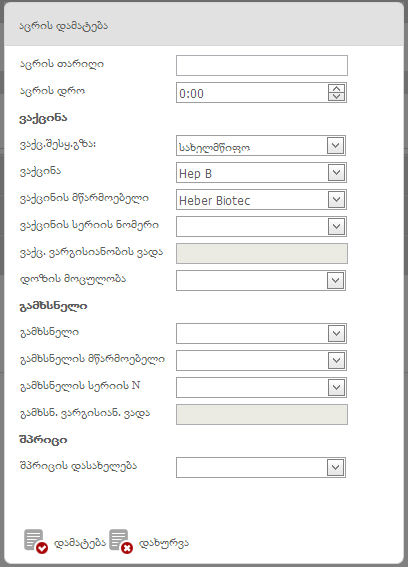 აცრის დამატება
აცრის თარიღი
აცრის დრო 0:00
ვაქცინა
ვაქც.შესყ.გზა: სახელმწიფო
ვაქცინა Hep B
ვაქცინის მწარმოებელი Heber Biotec
ვაქცინის სერიის ნომერი
ვაქც. ვარგისიანობის ვადა
დოზის მოცულობა
გამხსნელი
გამხსნელი
გამხსნელის მწარმოებელი
გამხსნელის სერიის N
გამხსნ. ვარგისიან. ვადა
შპრიცი
შპრიცის დასახელება
დამატება დახურვა